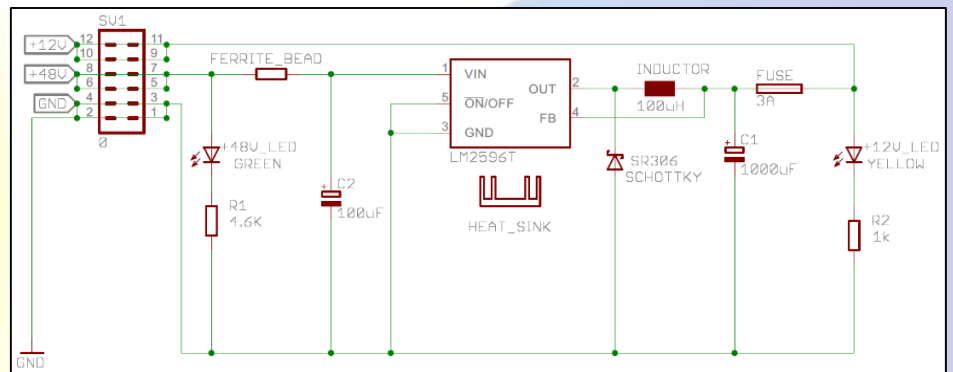 SV1
+12V
12
11
10
9
+48V
8
7
6
5
GND
4
3
2
1
0
FERRITE_BEAD
+48V_LED
GREEN
R1
4.6K
C2
100uF
1
VIN
OUT
2
5
ON/OFF
FB
4
3
GND
LM2596T
HEAT_SINK
INDUCTOR
100uH
FUSE
3A
SR306
SCHOTTKY
C1
1000uF
+12V_LED
YELLOW
R2
1k
GND